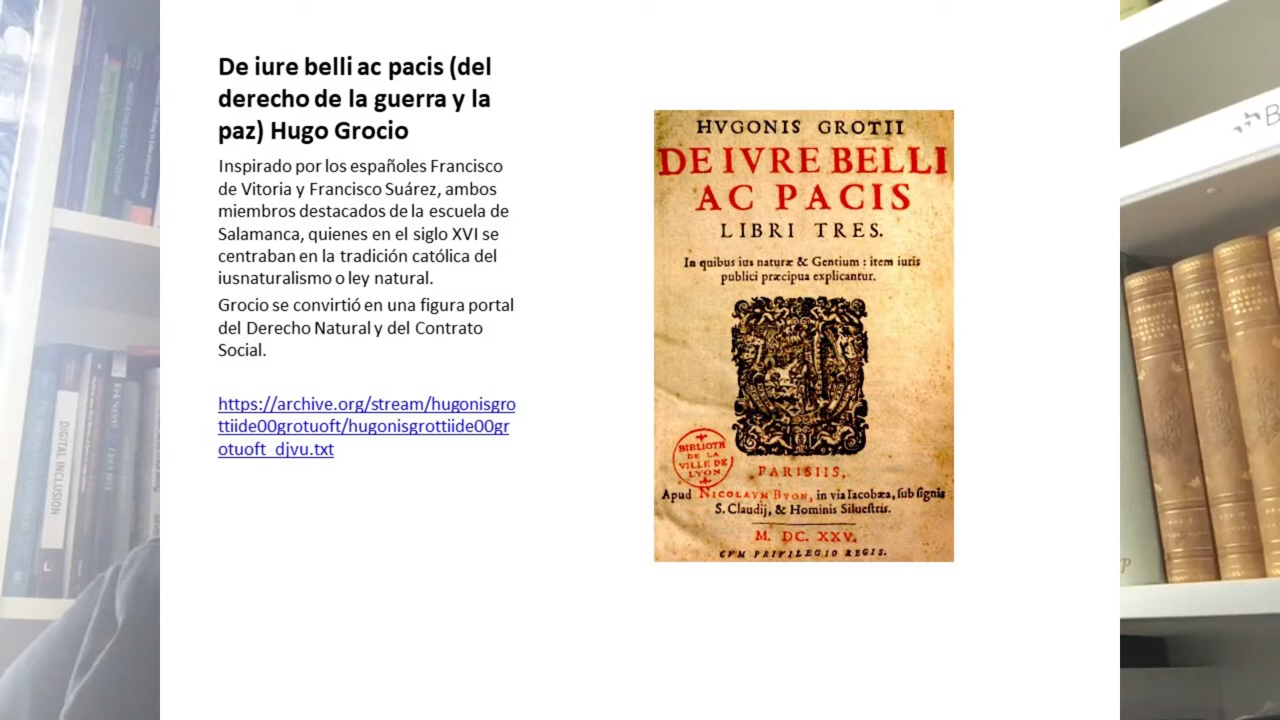 De iure belli ac pacis (del
derecho de la guerra y la
paz) Hugo Grocio
Inspirado por los españoles Francisco
de Vitoria y Francisco Suárez, ambos
miembros destacados de la escuela de
Salamanca, quienes en el siglo XVI se
centraban en la tradición católica del
iusnaturalismo o ley natural.
Grocio se convirtió en una figura portal
del Derecho Natural y del Contrato
Social.
https://archive.org/stream/hugonisgro
ttiide00grotuoft/hugonisgrottiide00gr
otuoft_djvu.txt
HVGONIS GROTII
DE IVRE BELLI
AC PACIS
LIBRI TRES.
In quibus ius naturæ & Gentium : item iuris
publici præcipua explicantur.
BIBLIOTH
DE LA
VILLE DE
LYON
PARISIIS,
Apud NICOLAVM BVON, in via Iacobæa, sub signis
S. Claudij, & Hominis Siluestris.
M. DC. XXV.
CVM PRIVILEGIO REGIS.
DIGITAL INCLUSION